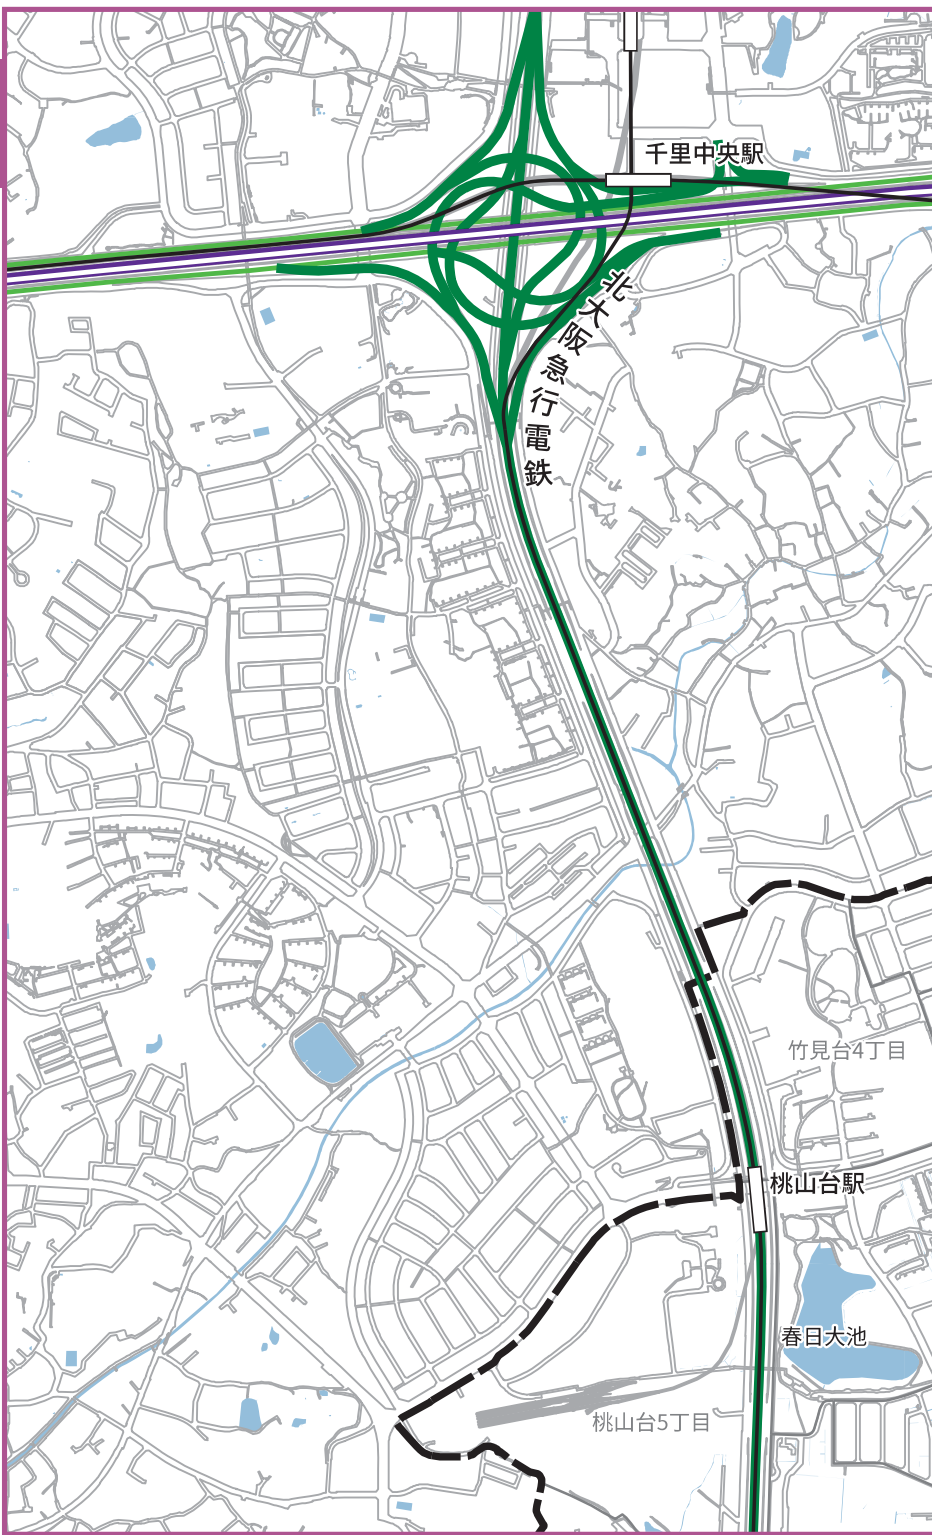 千里中央駅
北大阪急行電鉄
竹見台4丁目
桃山台駅
春日大池
桃山台5丁目